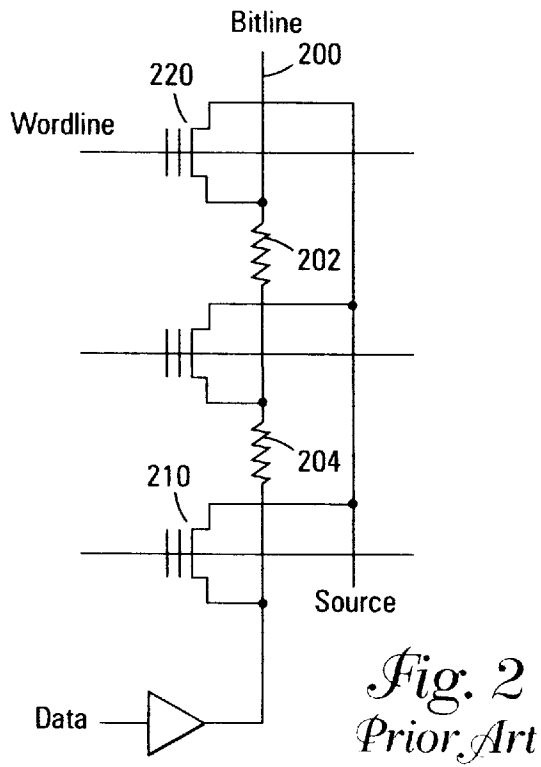 Bitline
200
220
Wordline
202
204
210
Source
Data
Fig. 2
Prior Art